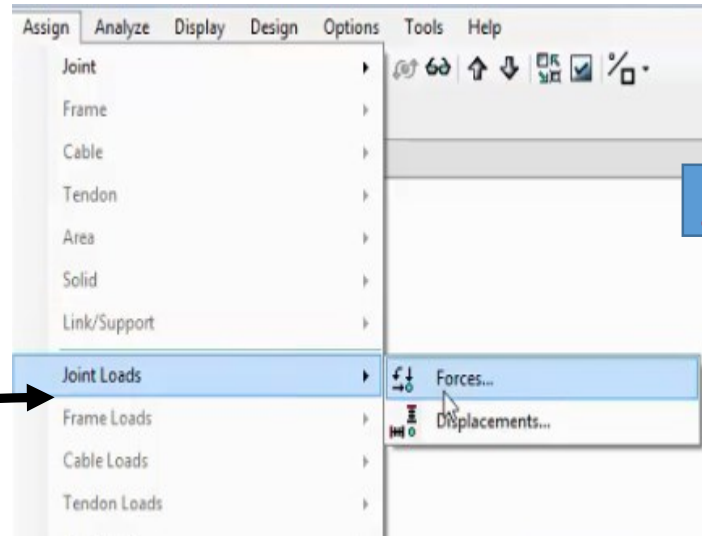 Assign Analyze Display Design Options Tools Help
Joint
Frame
Cable
Tendon
Area
Solid
Link/Support
Joint Loads
Forces...
Frame Loads
Displacements...
Cable Loads
Tendon Loads